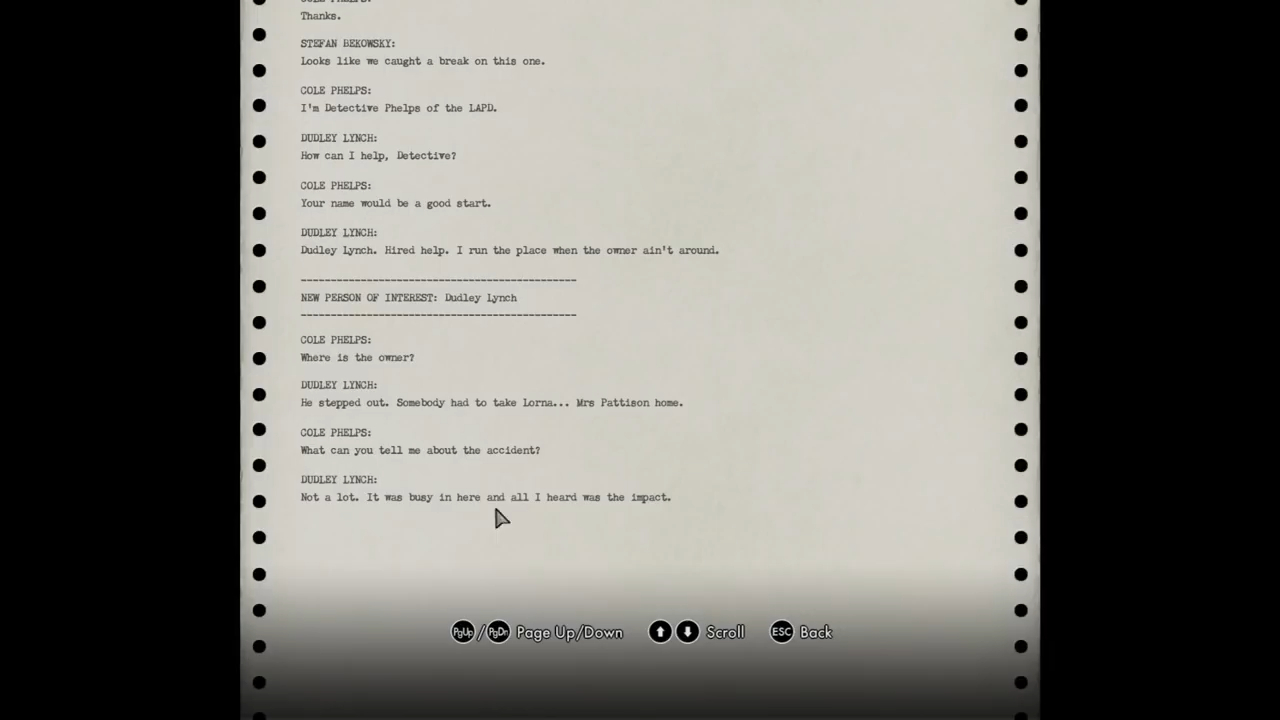 COLE PHELPS:
Thanks.
STEFAN BEKOWSKY:
Looks like we caught a break on this one.
COLE PHELPS:
I'm Detective Phelps of the LAPD.
DUDLEY LYNCH:
How can I help, Detective?
COLE PHELPS:
Your name would be a good start.
DUDLEY LYNCH:
Dudley Lynch. Hired help. I run the place when the owner ain't around.
------------------------------------------------
NEW PERSON OF INTEREST: Dudley Lynch
------------------------------------------------
COLE PHELPS:
Where is the owner?
DUDLEY LYNCH:
He stepped out. Somebody had to take Lorna... Mrs Pattison home.
COLE PHELPS:
What can you tell me about the accident?
DUDLEY LYNCH:
Not a lot. It was busy in here and all I heard was the impact.
PgUp / PgDn Page Up/Down Scroll ESC Back